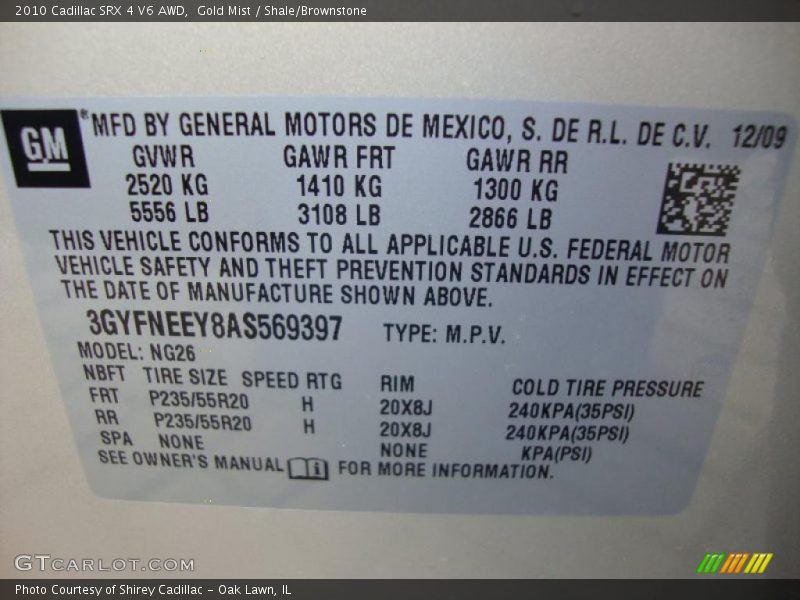 2010 Cadillac SRX 4 V6 AWD,  Gold Mist / Shale/Brownstone
GM ® MFD BY GENERAL MOTORS DE MEXICO, S. DE R.L. DE C.V. 12/09
GVWR GAWR FRT GAWR RR
2520 KG 1410 KG 1300 KG
5556 LB 3108 LB 2866 LB
THIS VEHICLE CONFORMS TO ALL APPLICABLE U.S. FEDERAL MOTOR
VEHICLE SAFETY AND THEFT PREVENTION STANDARDS IN EFFECT ON
THE DATE OF MANUFACTURE SHOWN ABOVE.
3GYFNEEY8AS569397 TYPE: M.P.V.
MODEL: NG26
NBFT TIRE SIZE SPEED RTG RIM COLD TIRE PRESSURE
FRT P235/55R20 H 20X8J 240KPA(35PSI)
RR P235/55R20 H 20X8J 240KPA(35PSI)
SPA NONE NONE KPA(PSI)
SEE OWNER'S MANUAL i FOR MORE INFORMATION.
GTCARLOT.COM
Photo Courtesy of Shirey Cadillac - Oak Lawn, IL